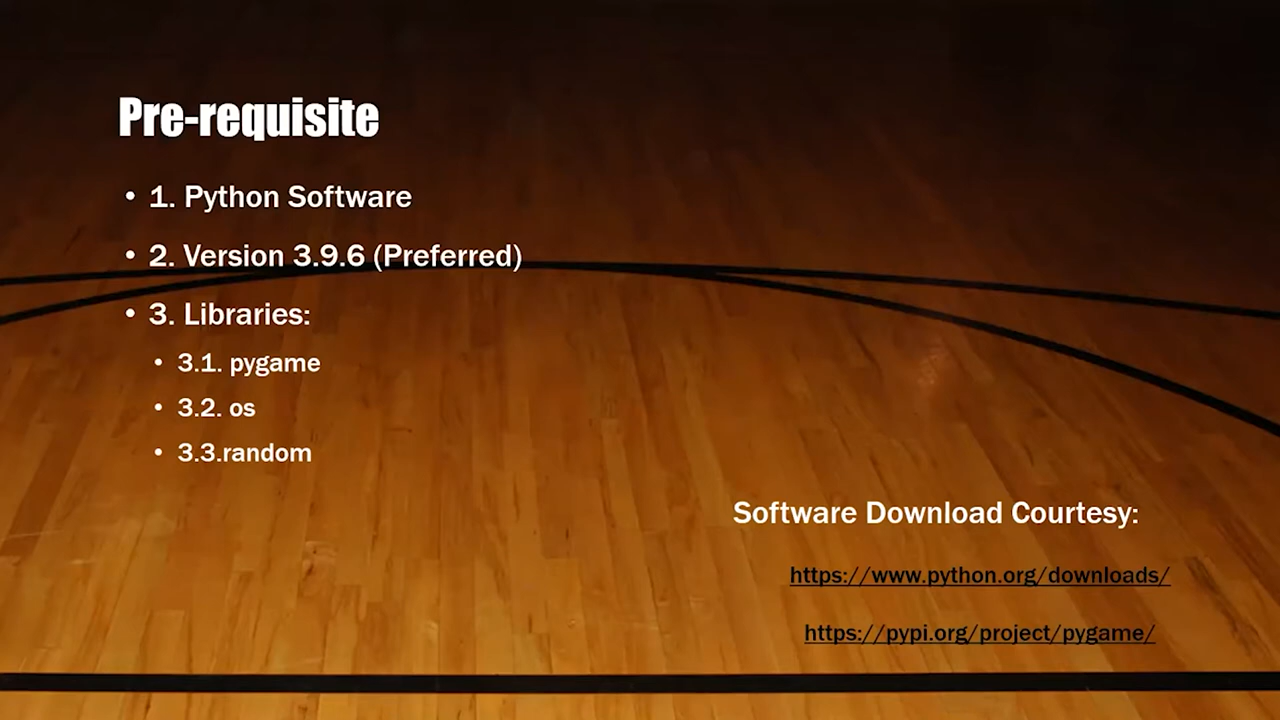 Pre-requisite
• 1. Python Software
• 2. Version 3.9.6 (Preferred)
• 3. Libraries:
• 3.1. pygame
• 3.2. os
• 3.3.random
Software Download Courtesy:
https://www.python.org/downloads/
https://pypi.org/project/pygame/